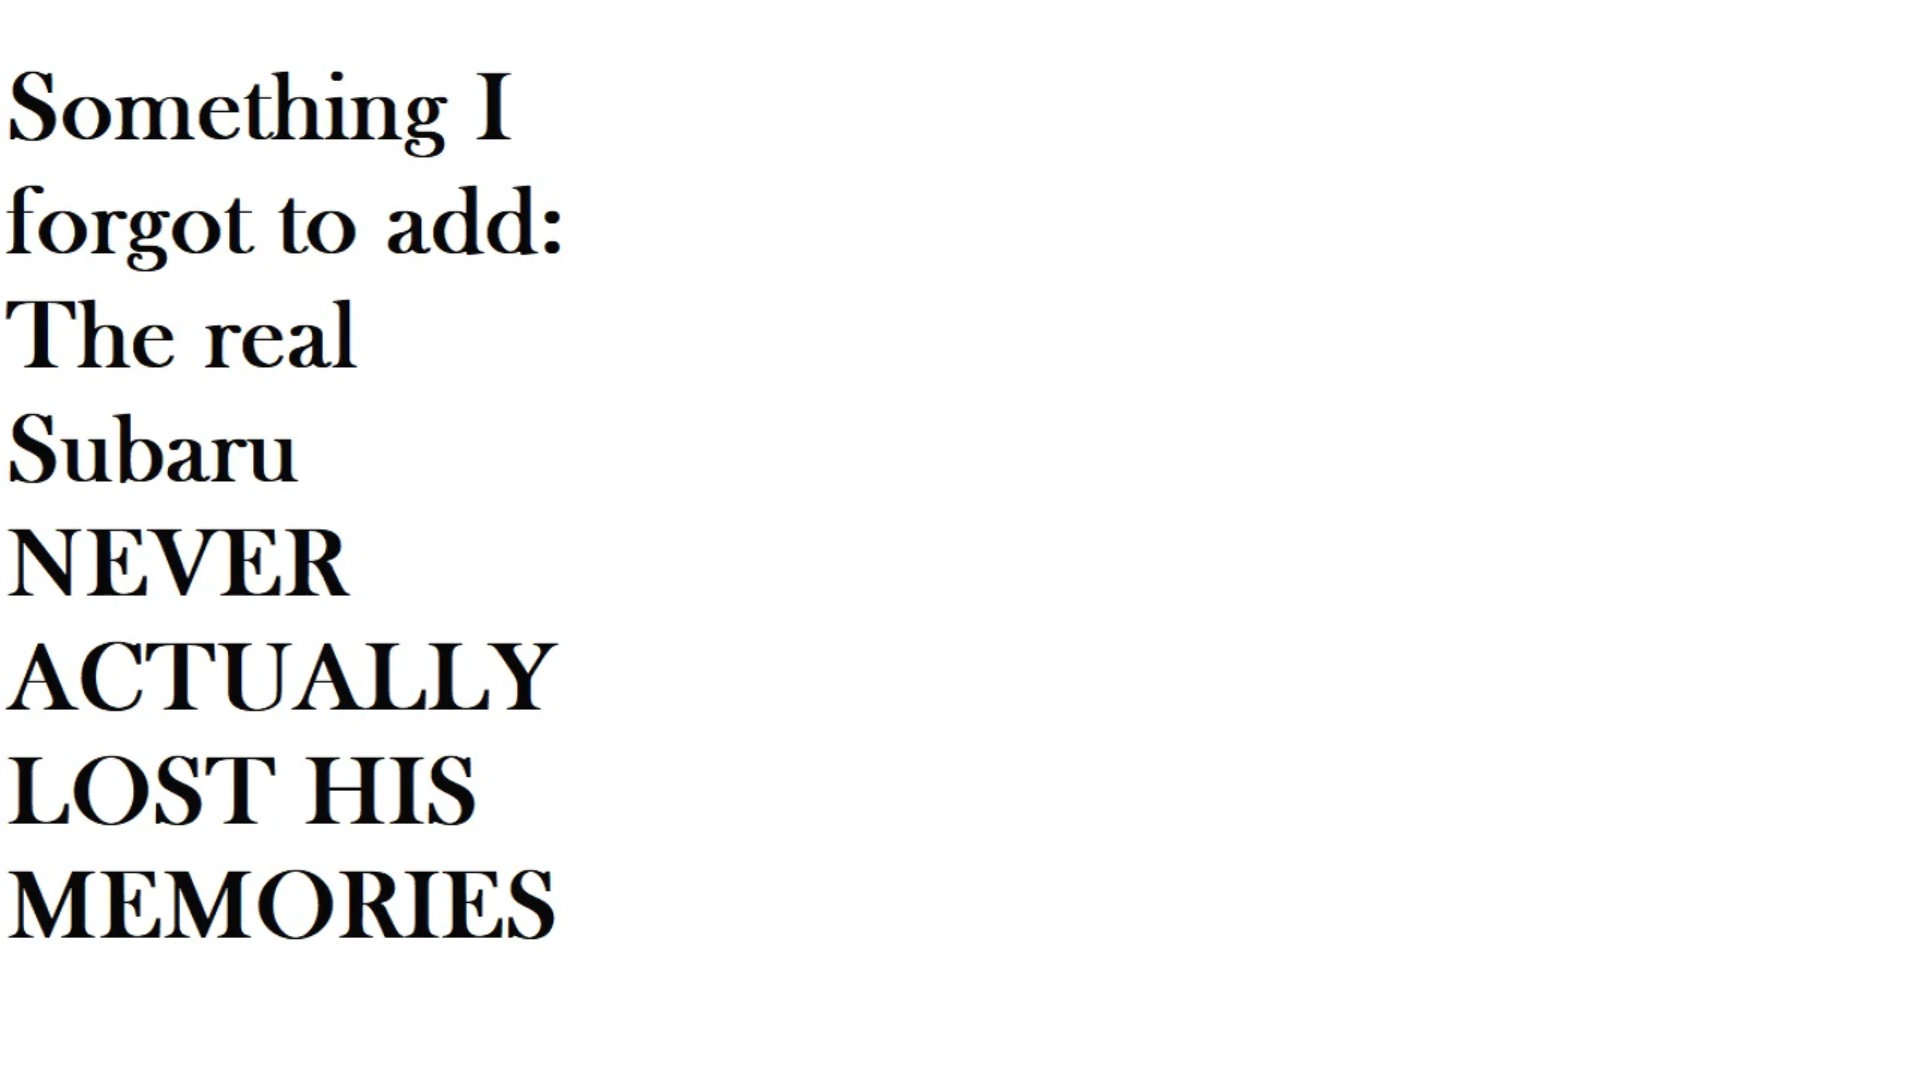 Something I
forgot to add:
The real
Subaru
NEVER
ACTUALLY
LOST HIS
MEMORIES